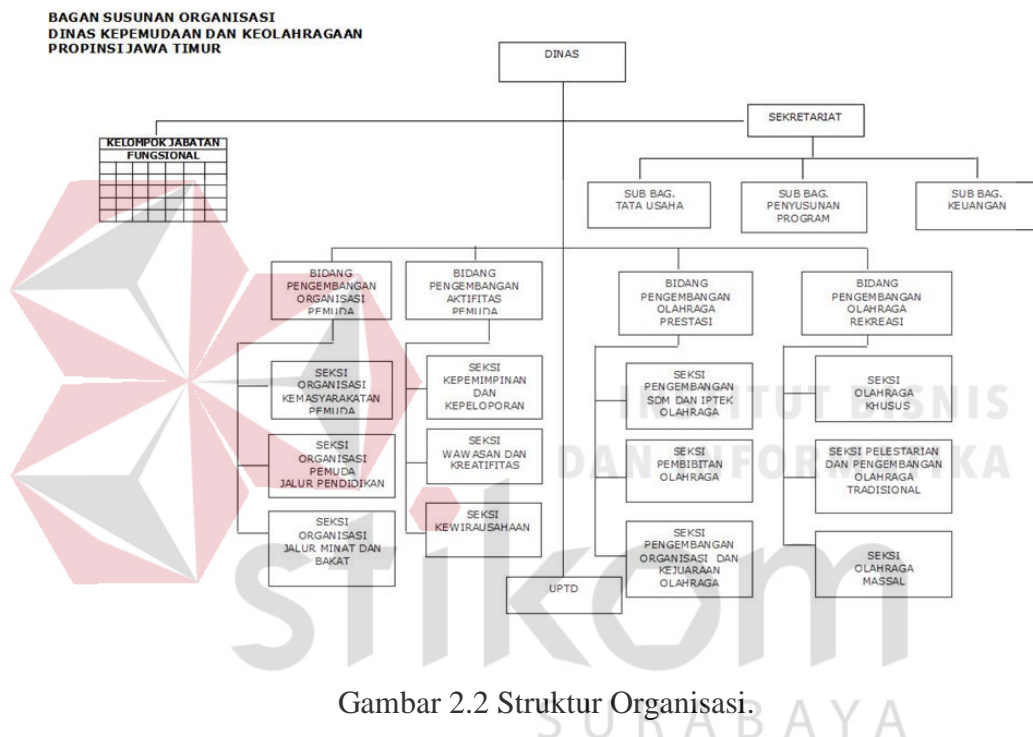 BAGAN SUSUNAN ORGANISASI
DINAS KEPEMUDAAN DAN KEOLAHRAGAAN
PROPINSI JAWA TIMUR
DINAS
SEKRETARIAT
KELOMPOK JABATAN
FUNGSIONAL
SUB BAG.
TATA USAHA
SUB BAG.
PENYUSUNAN
PROGRAM
SUB BAG.
KEUANGAN
BIDANG
PENGEMBANGAN
ORGANISASI
PEMUDA
BIDANG
PENGEMBANGAN
AKTIFITAS
PEMUDA
BIDANG
PENGEMBANGAN
OLAHRAGA
PRESTASI
BIDANG
PENGEMBANGAN
OLAHRAGA
REKREASI
SEKSI
ORGANISASI
KEMASYARAKATAN
PEMUDA
SEKSI
ORGANISASI
PEMUDA
JALUR PENDIDIKAN
SEKSI
ORGANISASI
JALUR MINAT DAN
BAKAT
SEKSI
KEPEMIMPINAN
DAN
KEPELOPORAN
SEKSI
WAWASAN DAN
KREATIFITAS
SEKSI
KEWIRAUSAHAAN
SEKSI
PENGEMBANGAN
SDM DAN IPTEK
OLAHRAGA
SEKSI
PEMBIBITAN
OLAHRAGA
SEKSI
PENGEMBANGAN
ORGANISASI DAN
KEJUARAAN
OLAHRAGA
SEKSI
OLAHRAGA
KHUSUS
SEKSI PELESTARIAN
DAN PENGEMBANGAN
OLAHRAGA
TRADISIONAL
SEKSI
OLAHRAGA
MASSAL
UPTD
INSTITUT BISNIS
DAN INFORMATIKA
stikom
SURABAYA
Gambar 2.2 Struktur Organisasi.